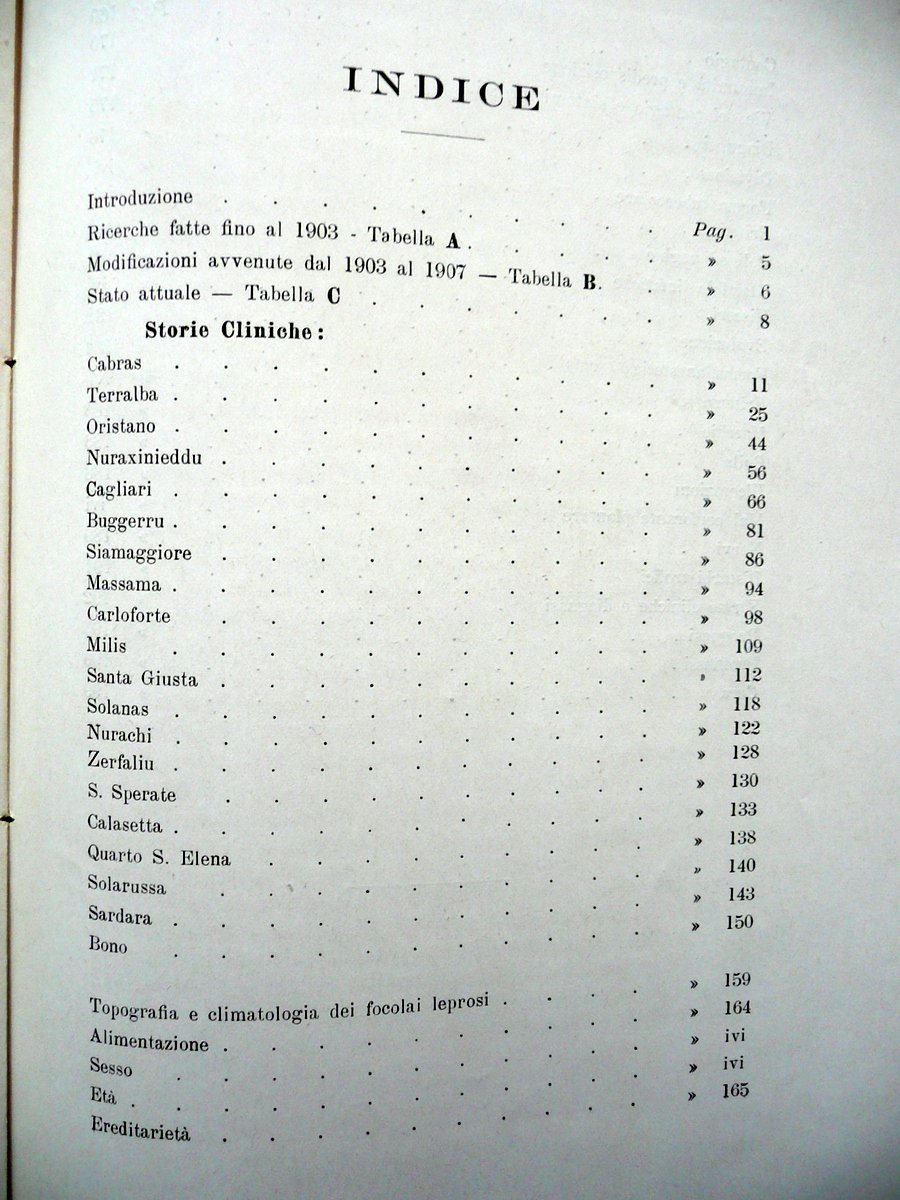 INDICE
Introduzione . . . . . . . . . Pag. 1
Ricerche fatte fino al 1903 - Tabella A . . . . . » 5
Modificazioni avvenute dal 1903 al 1907 — Tabella B. » 6
Stato attuale — Tabella C . . . . . . . » 8
Storie Cliniche :
Cabras . . . . . . . . . . . » 11
Terralba . . . . . . . . . . . » 25
Oristano . . . . . . . . . . . » 44
Nuraxinieddu . . . . . . . . . . » 56
Cagliari . . . . . . . . . . . » 66
Buggerru . . . . . . . . . . . » 81
Siamaggiore . . . . . . . . . . » 86
Massama . . . . . . . . . . . » 94
Carloforte . . . . . . . . . . » 98
Milis . . . . . . . . . . . » 109
Santa Giusta . . . . . . . . . . » 112
Solanas . . . . . . . . . . . » 118
Nurachi . . . . . . . . . . . » 122
Zerfaliu . . . . . . . . . . . » 128
S. Sperate . . . . . . . . . . » 130
Calasetta . . . . . . . . . . . » 133
Quarto S. Elena . . . . . . . . . » 138
Solarussa . . . . . . . . . . » 140
Sardara . . . . . . . . . . . » 143
Bono . . . . . . . . . . . » 150
Topografia e climatologia dei focolai leprosi . . . . » 159
Alimentazione . . . . . . . . . . » 164
Sesso . . . . . . . . . . . » ivi
Età . . . . . . . . . . . . » ivi
Ereditarietà . . . . . . . . . . » 165